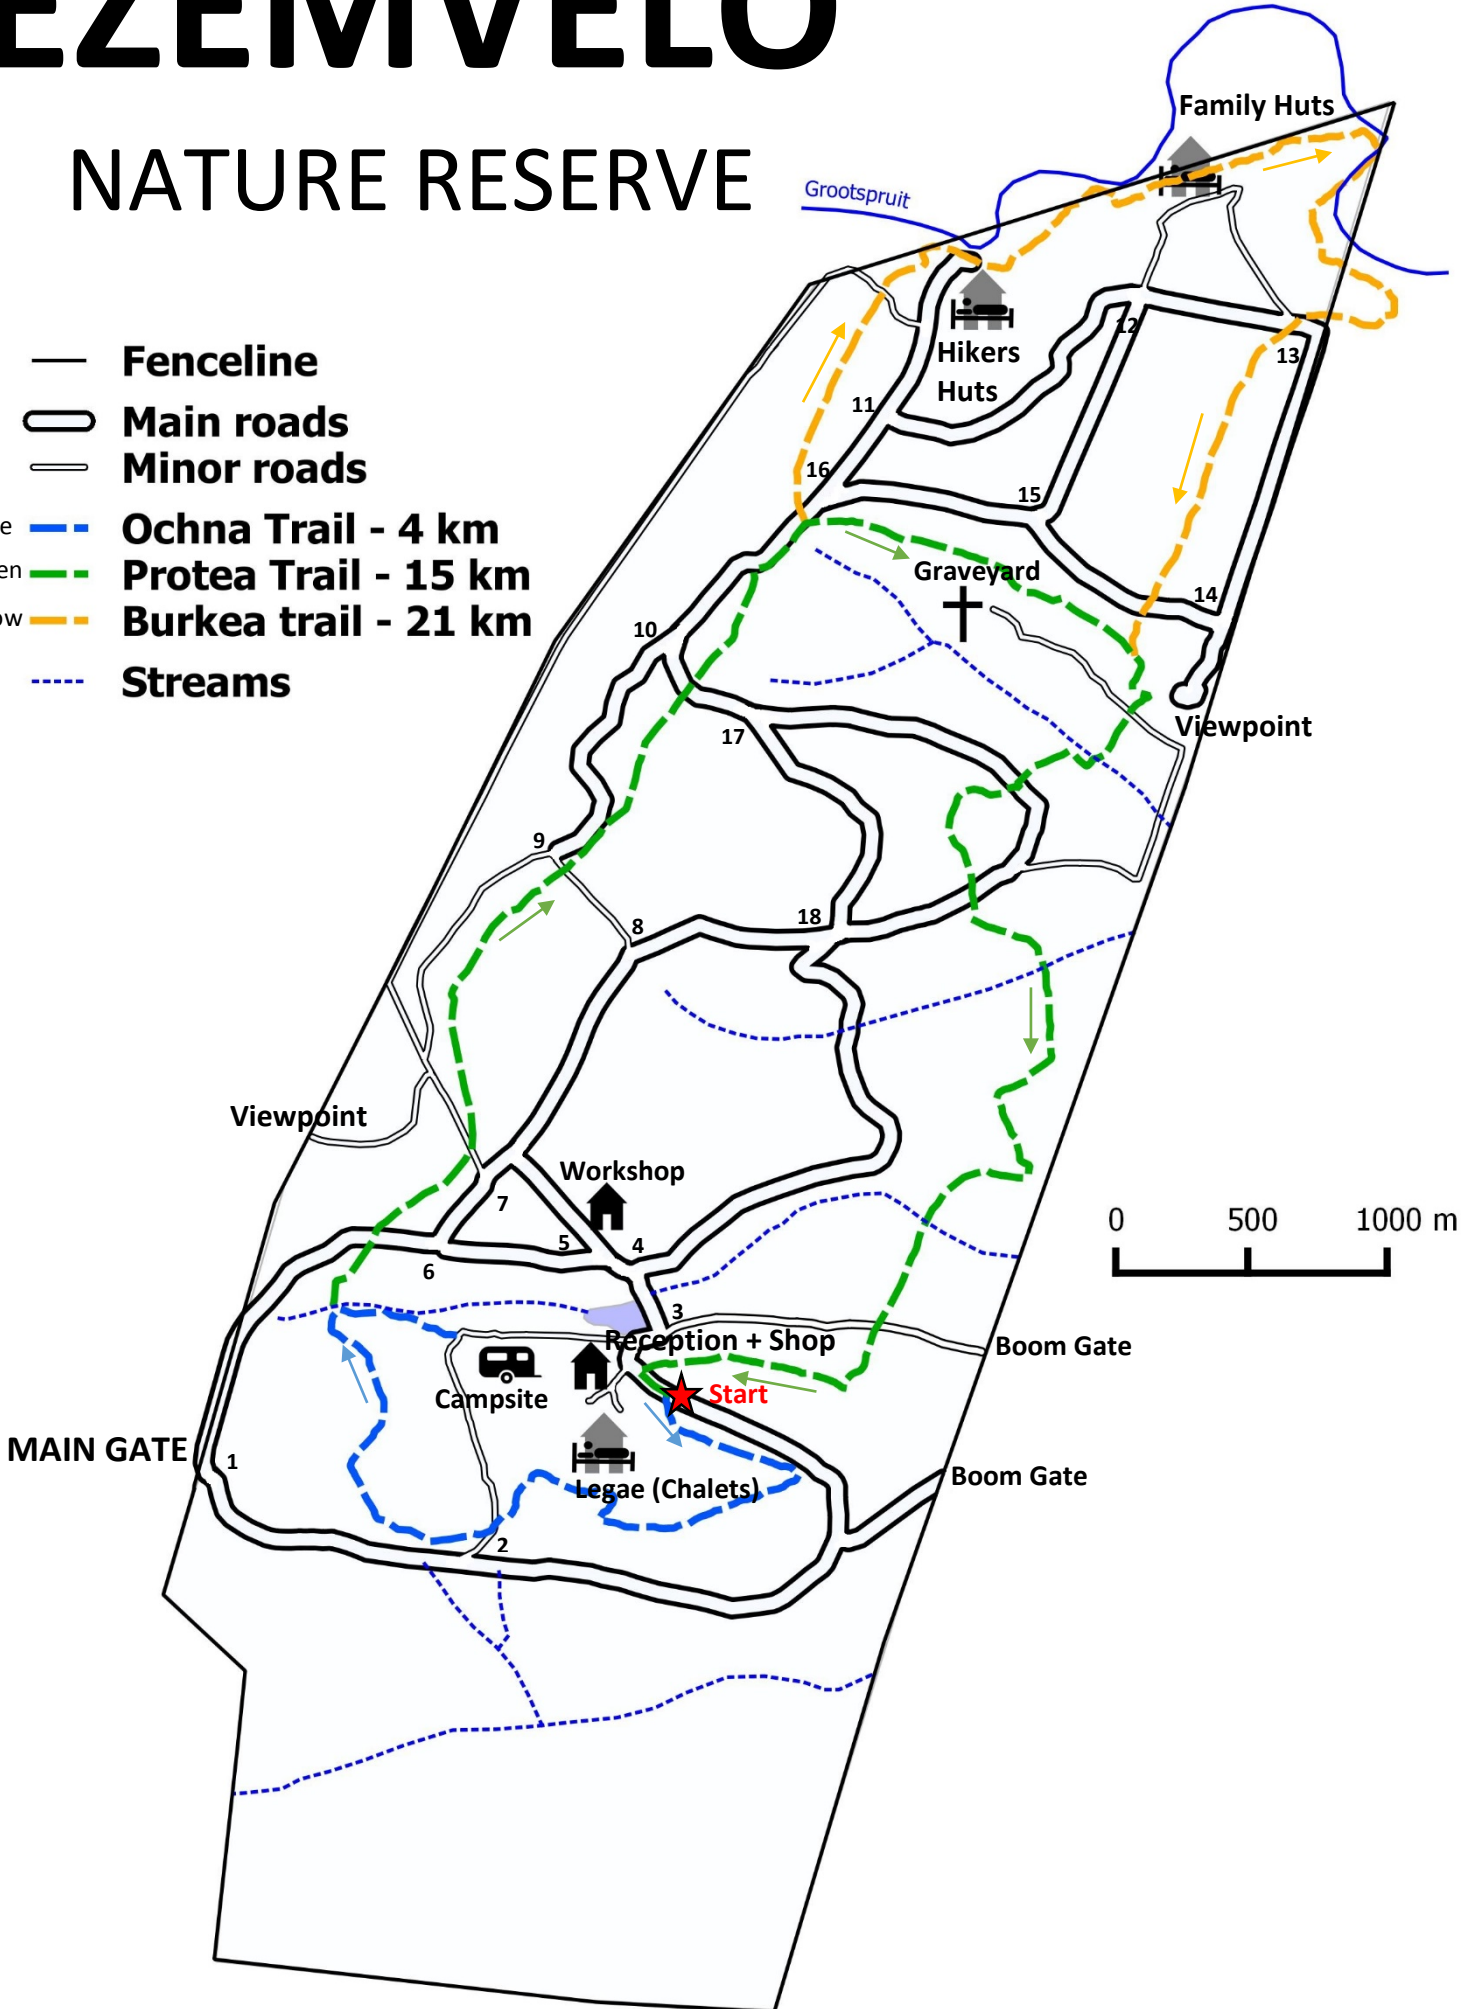 EZEMVELO
NATURE RESERVE
Family Huts
Grootspruit
Fenceline
Main roads
Minor roads
e Ochna Trail - 4 km
en Protea Trail - 15 km
ow Burkea trail - 21 km
Streams
Hikers
Huts
12
13
11
16
15
14
Graveyard
10
Viewpoint
17
9
8
18
Viewpoint
Workshop
7
5
4
6
0 500 1000 m
3
Reception + Shop
Boom Gate
Campsite
Start
MAIN GATE
1
Legae (Chalets)
Boom Gate
2